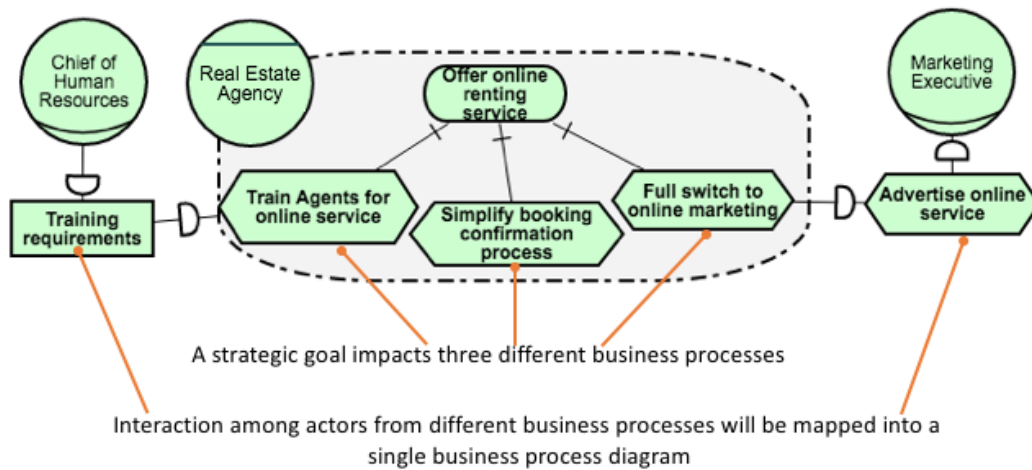 Chief of
Human
Resources
Real Estate
Agency
Offer online
renting
service
Marketing
Executive
Training
requirements
Train Agents for
online service
Simplify booking
confirmation
process
Full switch to
online marketing
Advertise online
service
A strategic goal impacts three different business processes
Interaction among actors from different business processes will be mapped into a
single business process diagram